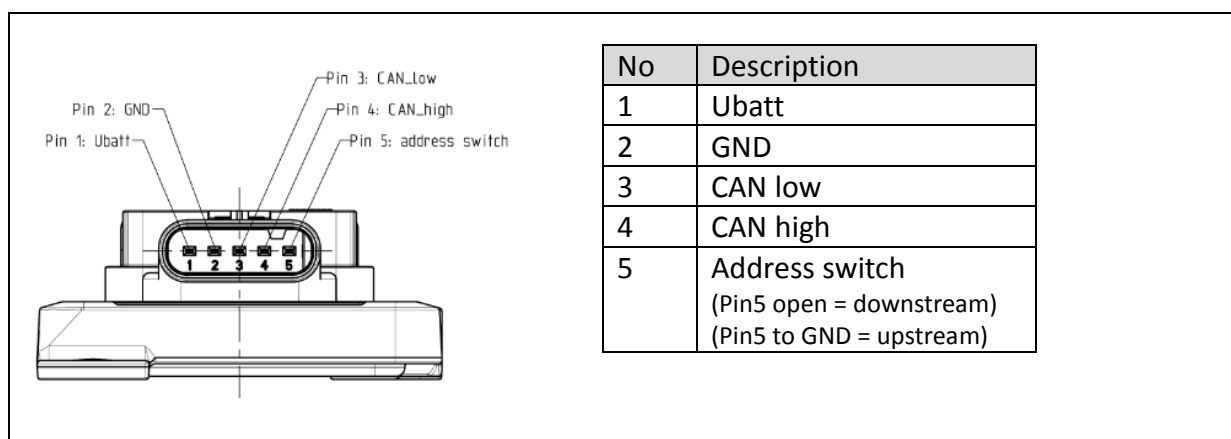 Pin 3: CAN_low
Pin 2: GND
Pin 4: CAN_high
Pin 1: Ubatt
Pin 5: address switch
1 2 3 4 5
No Description
1 Ubatt
2 GND
3 CAN low
4 CAN high
5 Address switch
(Pin5 open = downstream)
(Pin5 to GND = upstream)